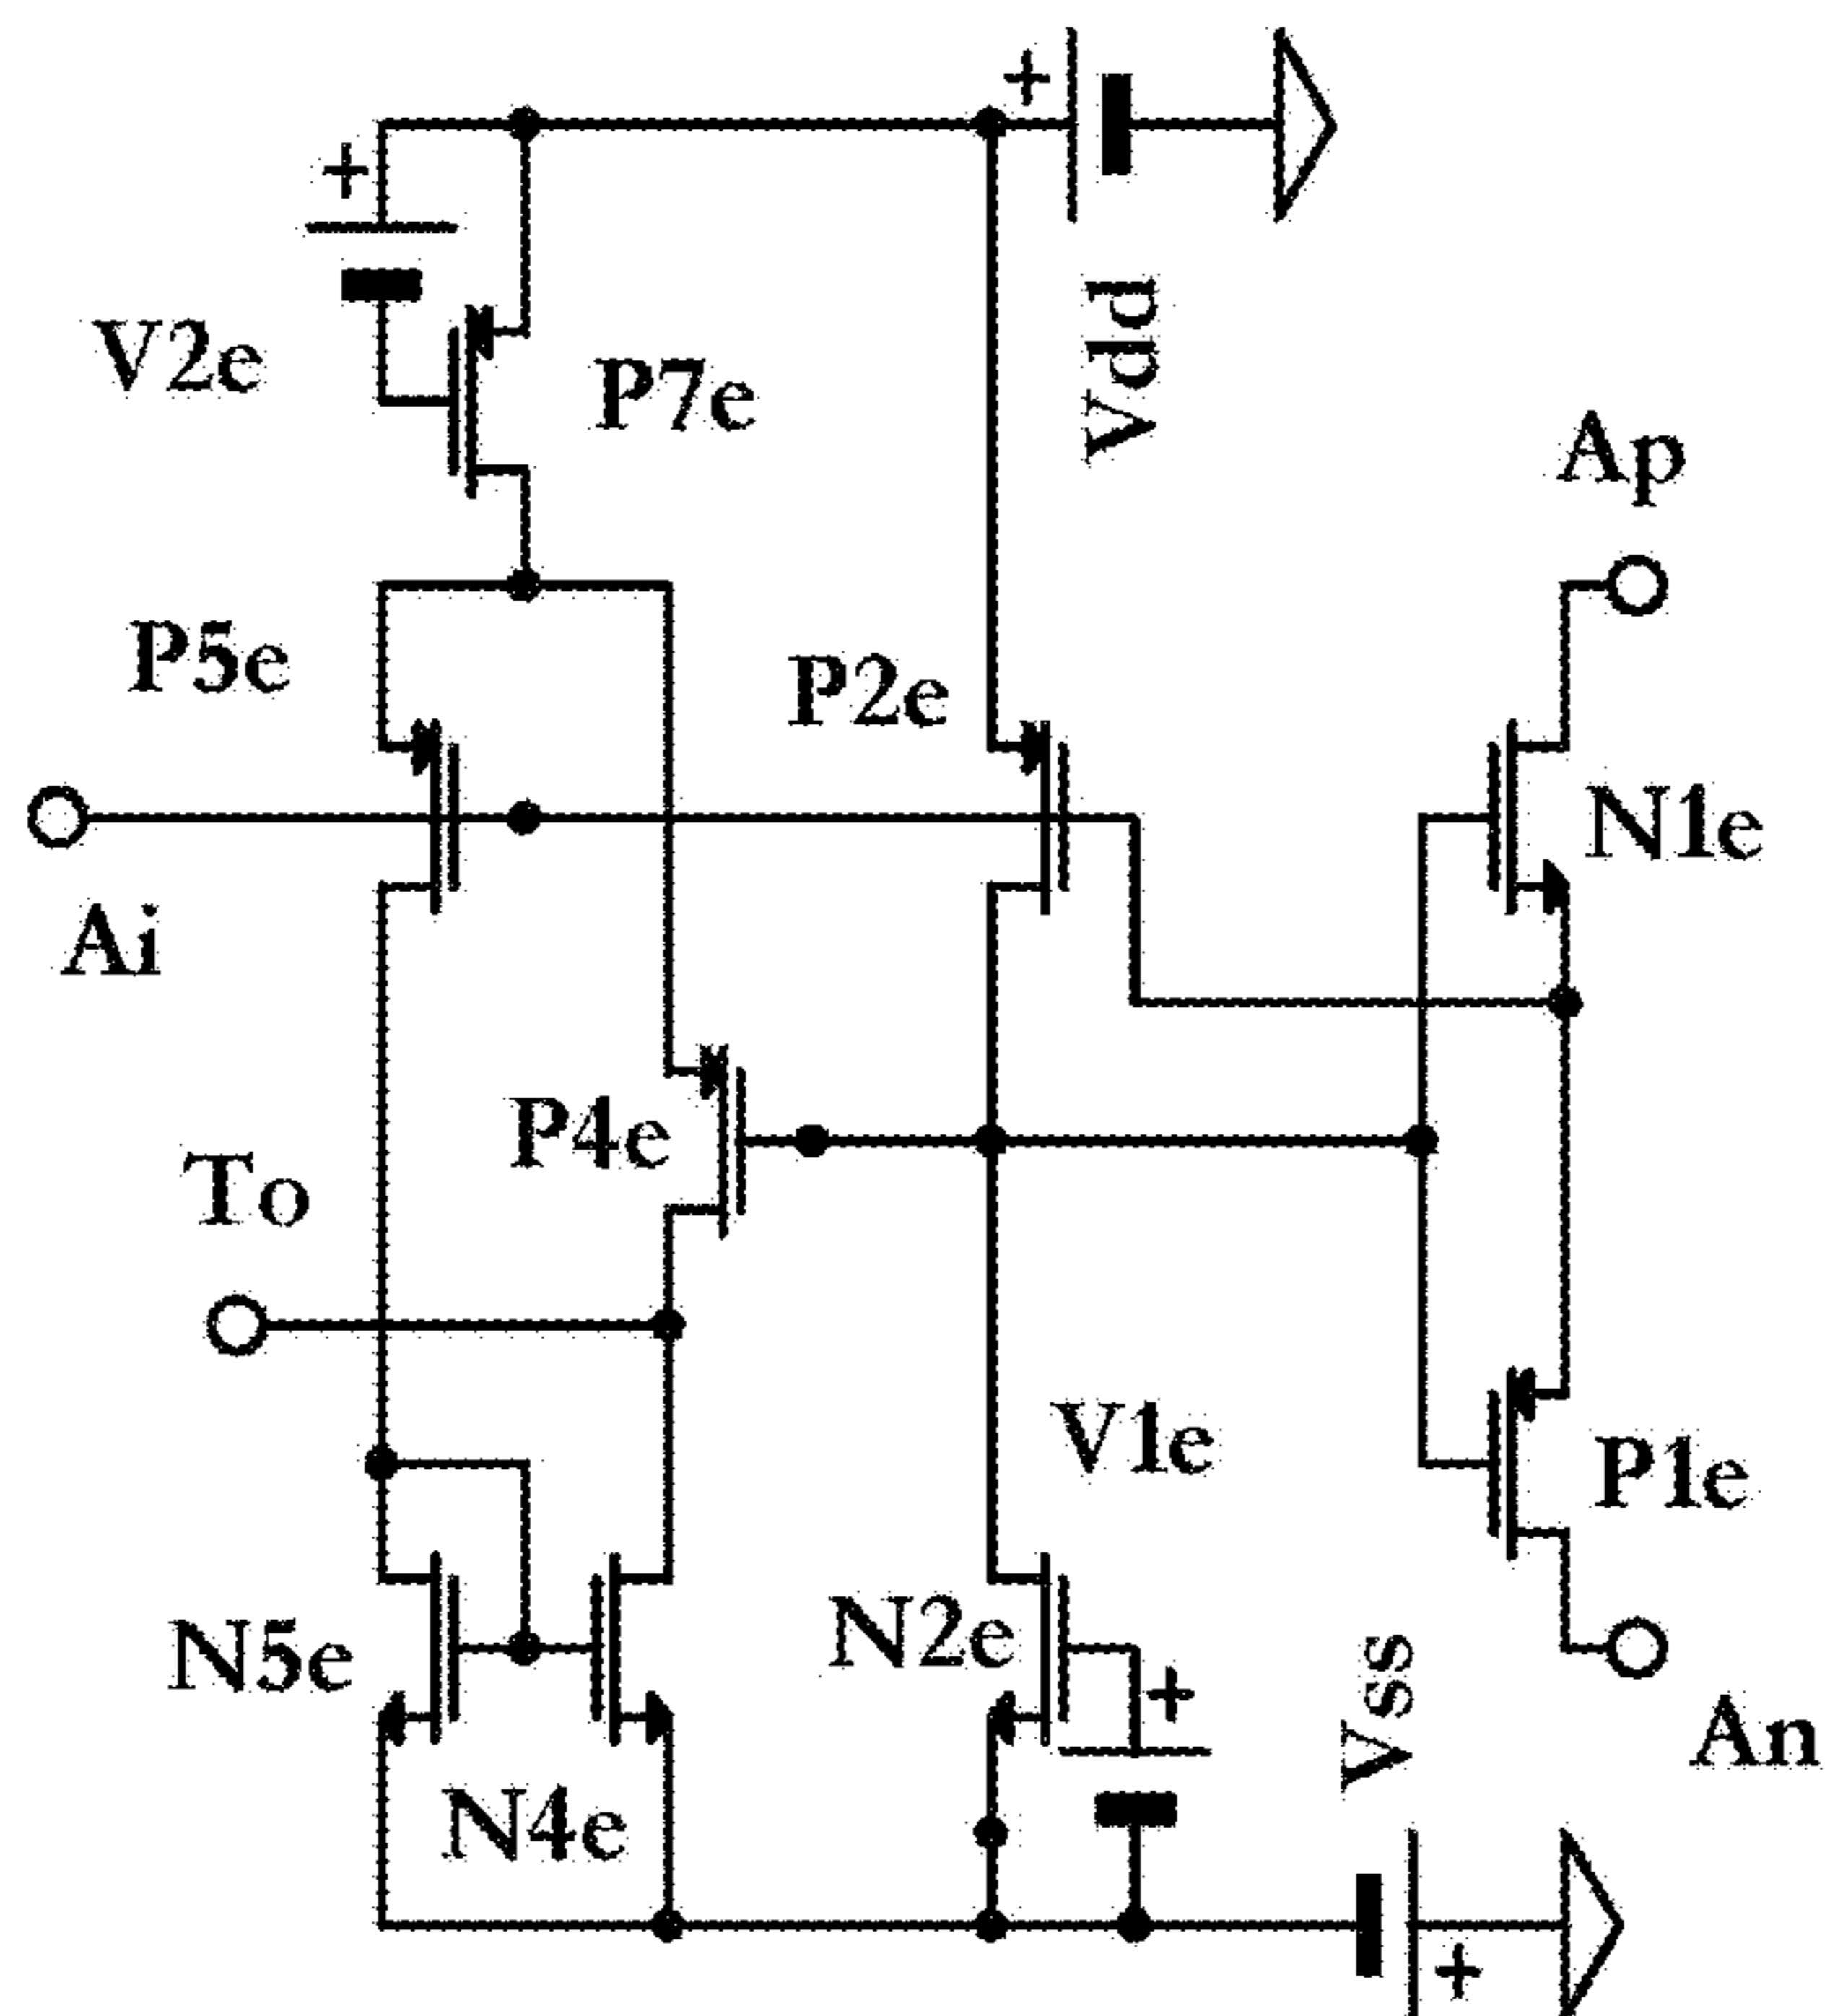 +
+
V2e
P7e
Vdd
Ap
P5e
P2e
N1e
Ai
P4e
To
V1e
P1e
N5e
N2e
+
Vss
An
N4e
+